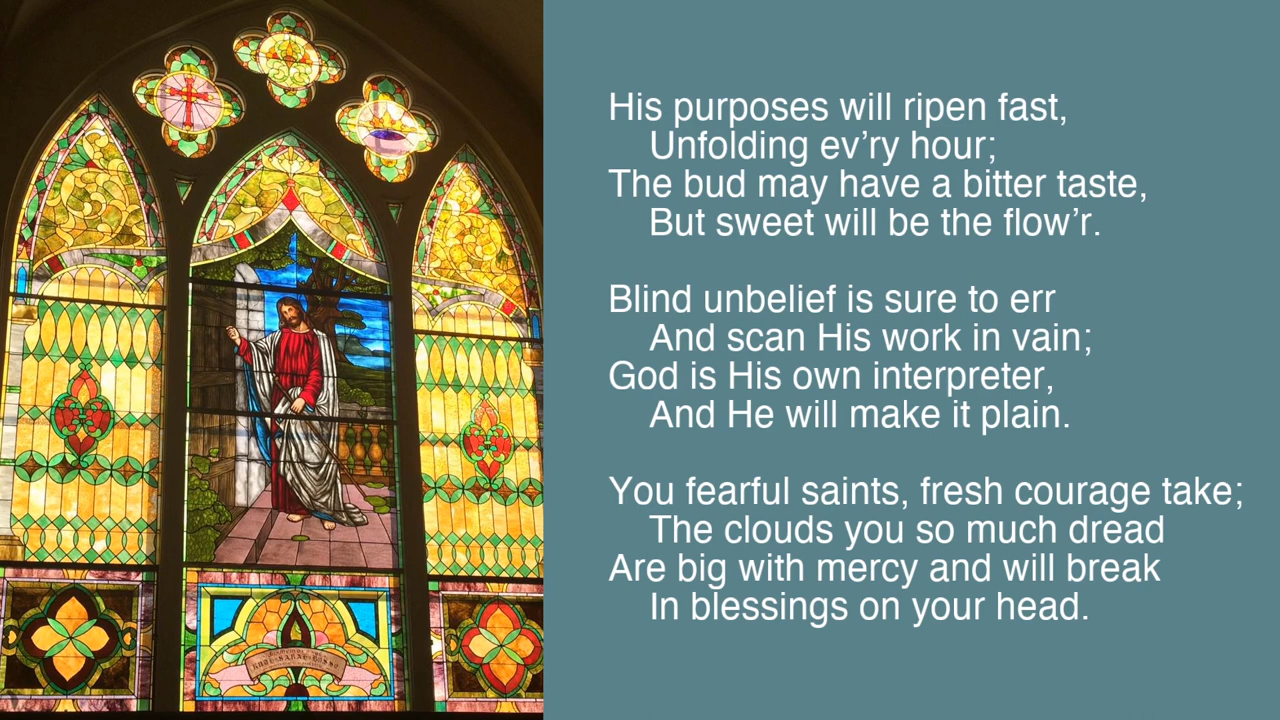 His purposes will ripen fast,
Unfolding ev’ry hour;
The bud may have a bitter taste,
But sweet will be the flow’r.
Blind unbelief is sure to err
And scan His work in vain;
God is His own interpreter,
And He will make it plain.
You fearful saints, fresh courage take;
The clouds you so much dread
Are big with mercy and will break
In blessings on your head.